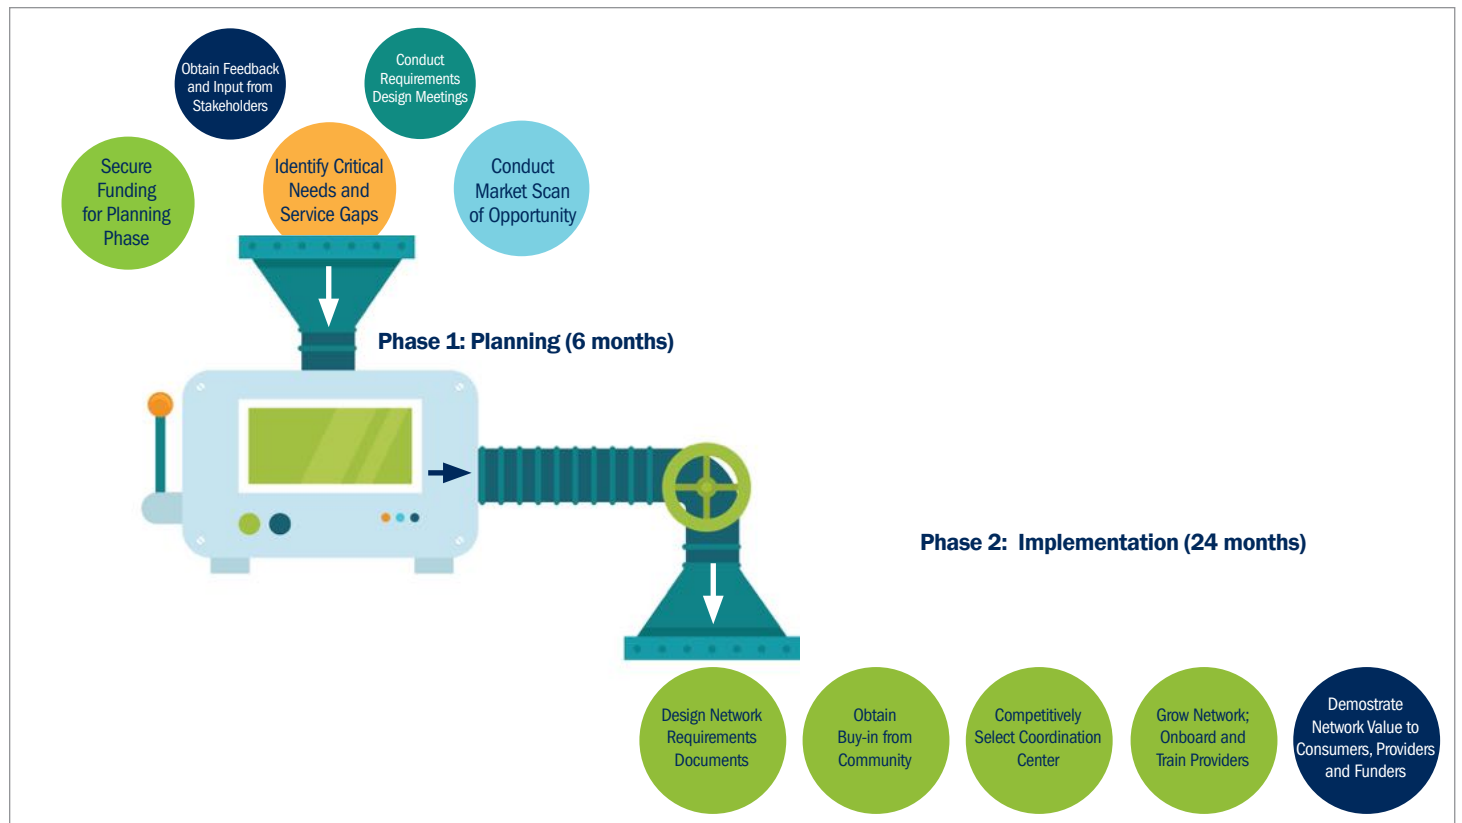 Obtain Feedback
and Input from
Stakeholders
Conduct
Requirements
Design Meetings
Secure
Funding
for Planning
Phase
Identify Critical
Needs and
Service Gaps
Conduct
Market Scan
of Opportunity
Phase 1: Planning (6 months)
Phase 2: Implementation (24 months)
Design Network
Requirements
Documents
Obtain
Buy-in from
Community
Competitively
Select Coordination
Center
Grow Network;
Onboard and
Train Providers
Demostrate
Network Value to
Consumers, Providers
and Funders